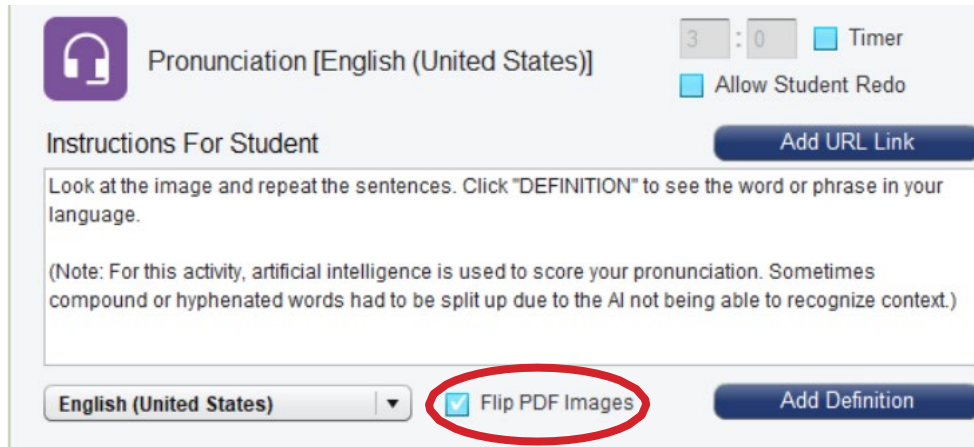 3 : 0 Timer
Pronunciation [English (United States)]
Allow Student Redo
Instructions For Student
Add URL Link
Look at the image and repeat the sentences. Click "DEFINITION" to see the word or phrase in your
language.
(Note: For this activity, artificial intelligence is used to score your pronunciation. Sometimes
compound or hyphenated words had to be split up due to the AI not being able to recognize context.)
English (United States)
Flip PDF Images
Add Definition